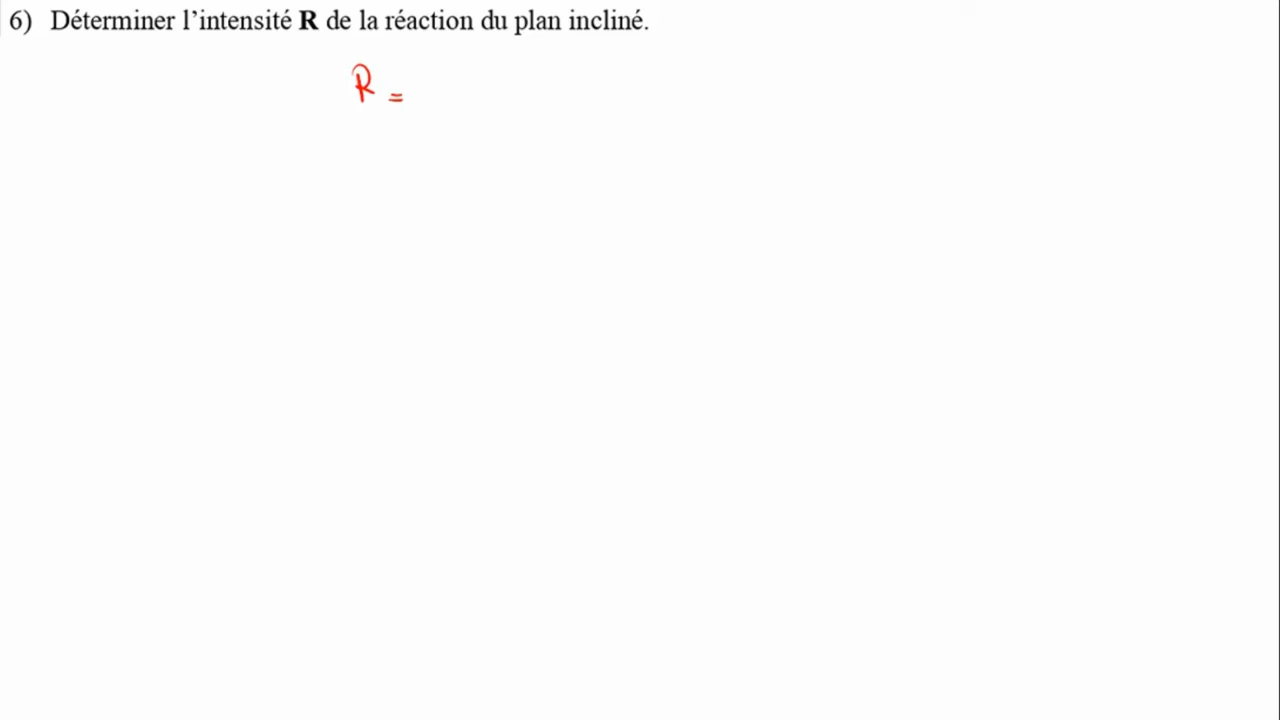 6) Déterminer l’intensité R de la réaction du plan incliné.
R =